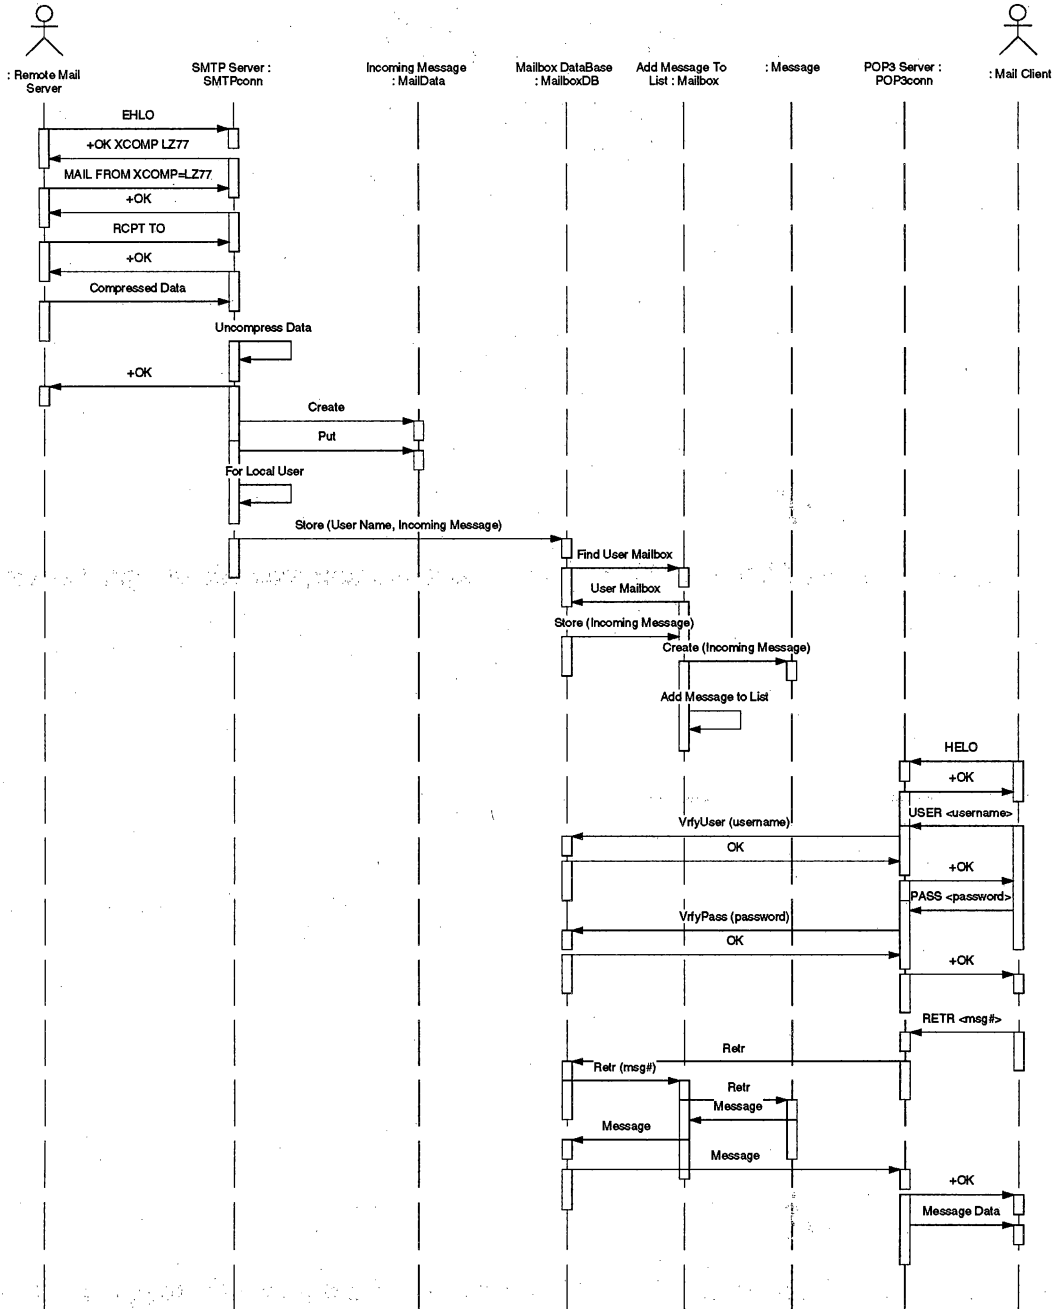 : Remote Mail
Server
SMTP Server :
SMTPconn
Incoming Message
: MailData
Mailbox DataBase
: MailboxDB
Add Message To
List : Mailbox
: Message
POP3 Server :
POP3conn
: Mail Client
EHLO
+OK XCOMP LZ77
MAIL FROM XCOMP=LZ77
+OK
RCPT TO
+OK
Compressed Data
Uncompress Data
+OK
Create
Put
For Local User
Store (User Name, Incoming Message)
Find User Mailbox
User Mailbox
Store (Incoming Message)
Create (Incoming Message)
Add Message to List
HELO
+OK
USER <username>
VrfyUser (username)
OK
+OK
PASS <password>
VrfyPass (password)
OK
+OK
RETR <msg#>
Retr
Retr (msg#)
Retr
Message
Message
Message
+OK
Message Data